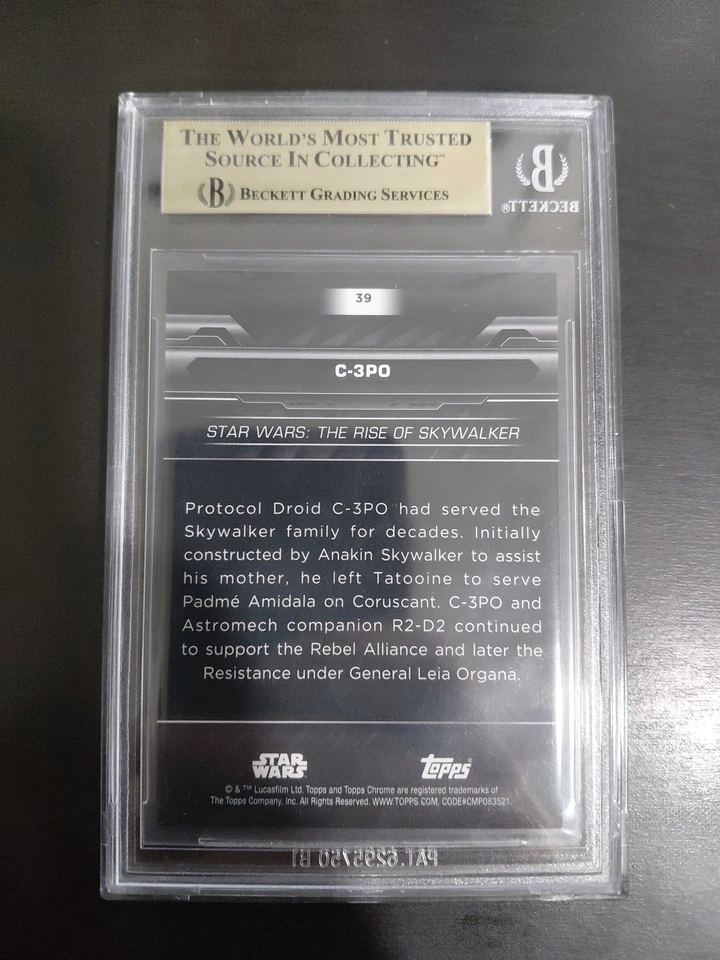 THE WORLD'S MOST TRUSTED
SOURCE IN COLLECTING™
B BECKETT GRADING SERVICES
B
BECKETT®
39
C-3PO
STAR WARS: THE RISE OF SKYWALKER
Protocol Droid C-3PO had served the
Skywalker family for decades. Initially
constructed by Anakin Skywalker to assist
his mother, he left Tatooine to serve
Padmé Amidala on Coruscant. C-3PO and
Astromech companion R2-D2 continued
to support the Rebel Alliance and later the
Resistance under General Leia Organa.
STAR WARS
topps®
© & ™ Lucasfilm Ltd. Topps and Topps Chrome are registered trademarks of
The Topps Company, Inc. All Rights Reserved. WWW.TOPPS.COM. CODE#CMP083521.
PAT.6295750 B1